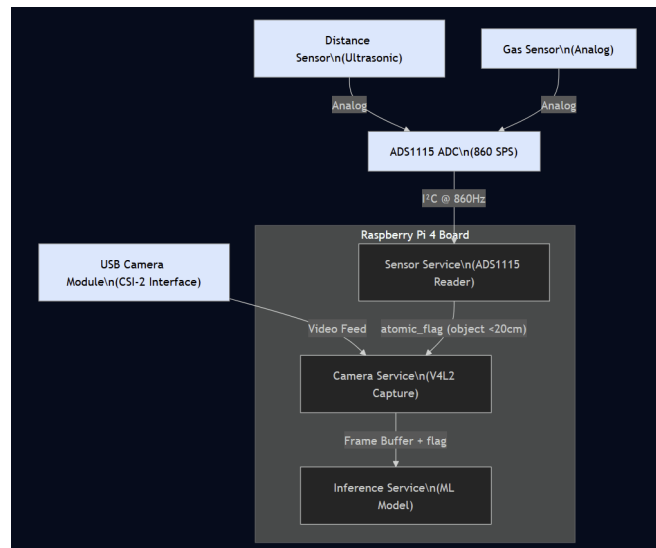 Distance
Sensor\n(Ultrasonic)
Gas Sensor\n(Analog)
Analog
Analog
ADS1115 ADC\n(860 SPS)
I²C @ 860Hz
Raspberry Pi 4 Board
USB Camera
Module\n(CSI-2 Interface)
Sensor Service\n(ADS1115
Reader)
Video Feed
atomic_flag (object <20cm)
Camera Service\n(V4L2
Capture)
Frame Buffer + flag
Inference Service\n(ML
Model)